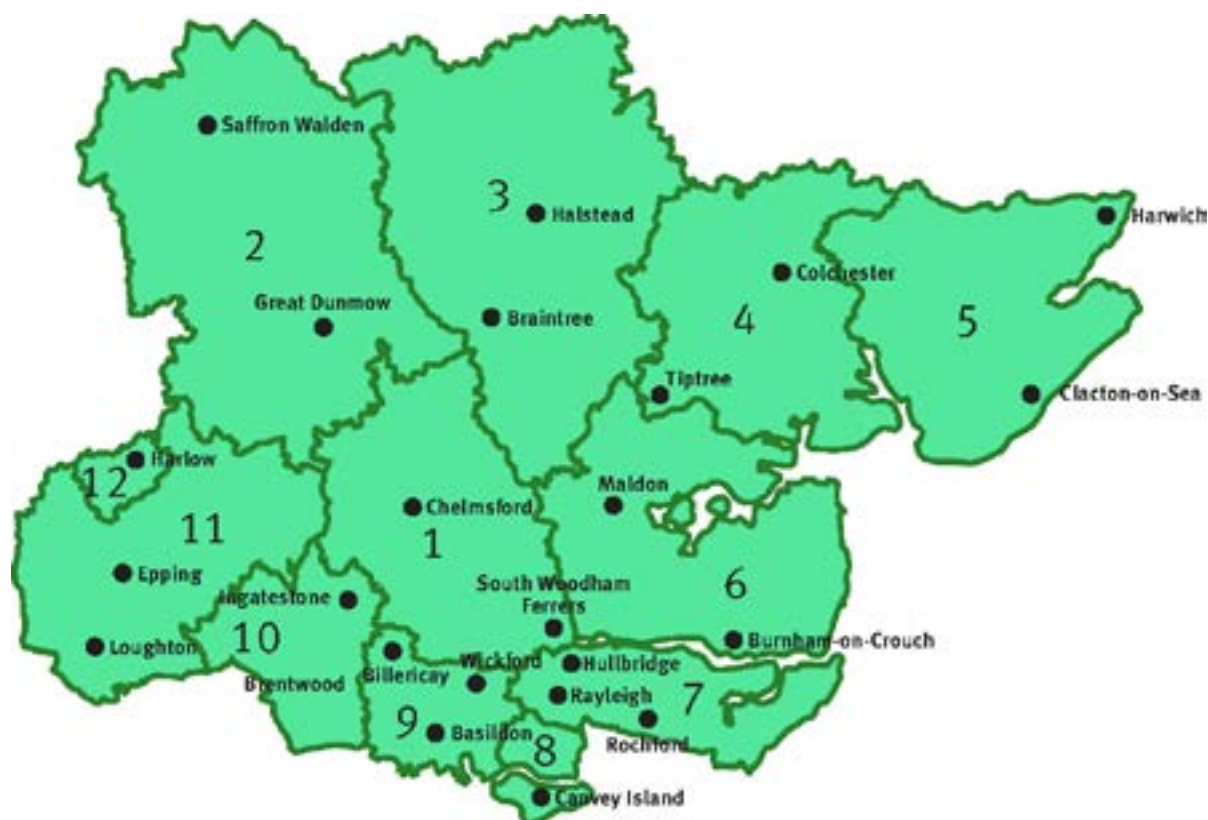 Saffron Walden
3
Halstead
Harwich
2
Colchester
Great Dunmow
Braintree
4
5
Tiptree
Clacton-on-Sea
Harlow
12
Maldon
Chelmsford
11
1
Epping
South Woodham
Ferrers
6
Ingatestone
10
Loughton
Burnham-on-Crouch
Billericay
Wickford
Hullbridge
Brentwood
Rayleigh
7
9
Basildon
Rochford
8
Canvey Island